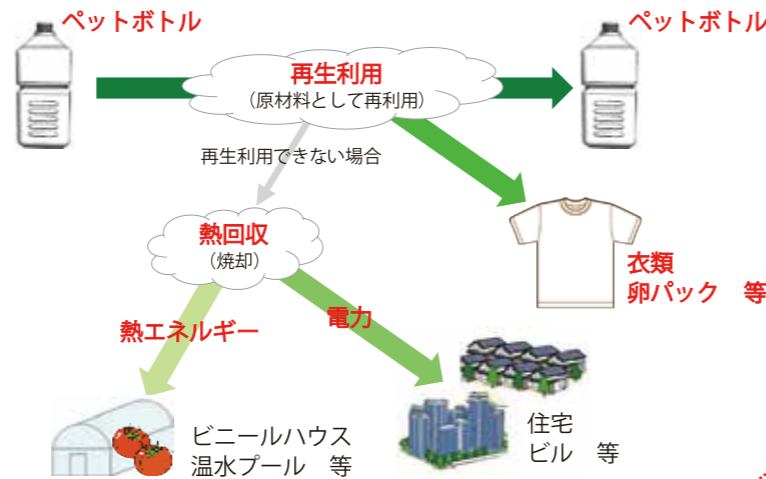 ペットボトル
ペットボトル
再生利用
（原材料として再利用）
再生利用できない場合
熱回収
（焼却）
衣類
卵パック　等
熱エネルギー
電力
ビニールハウス
温水プール　等
住宅
ビル　等